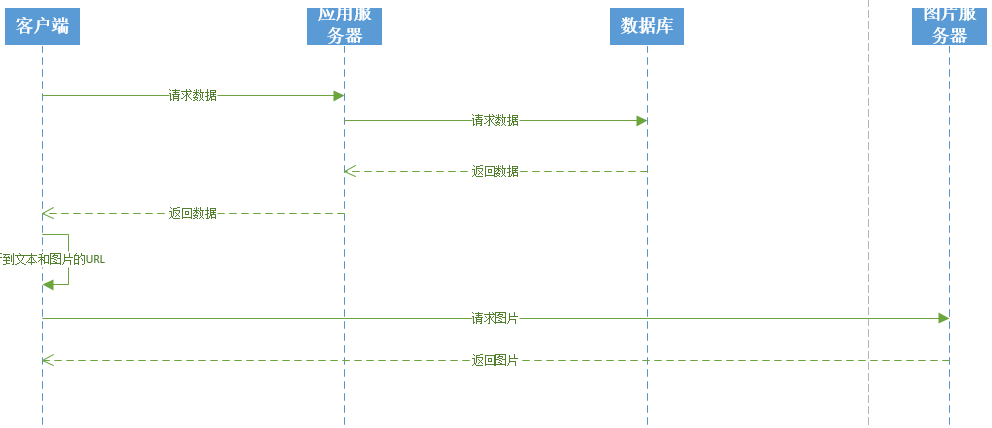 客户端
应用服
务器
数据库
图片服
务器
请求数据
请求数据
返回数据
返回数据
到文本和图片的URL
请求图片
返回图片